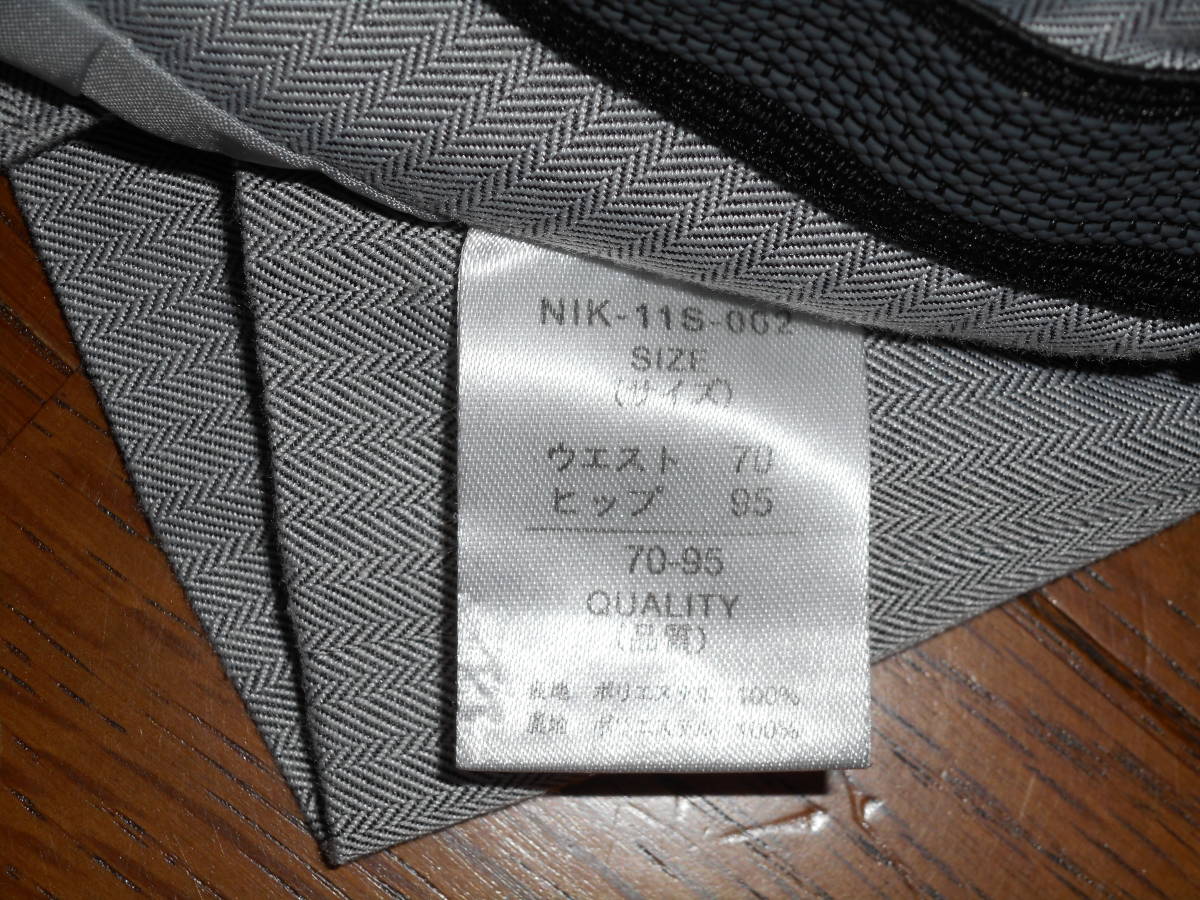 NIK-11S-002
SIZE
(サイズ)
ウエスト 70
ヒップ 95
70-95
QUALITY
(品質)
表地 ポリエステル 100%
裏地 ポリエステル 100%